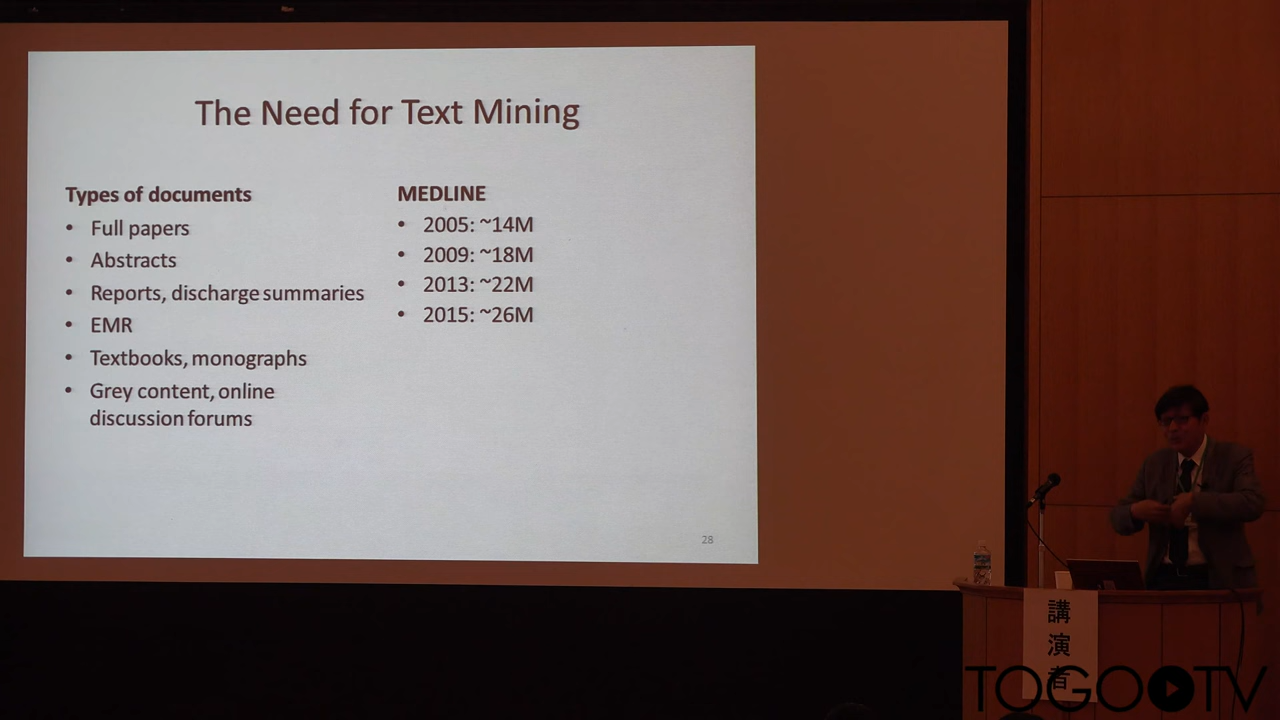 The Need for Text Mining
Types of documents
• Full papers
• Abstracts
• Reports, discharge summaries
• EMR
• Textbooks, monographs
• Grey content, online
discussion forums
MEDLINE
• 2005: ~14M
• 2009: ~18M
• 2013: ~22M
• 2015: ~26M
28
講
演
者
TOGOTV